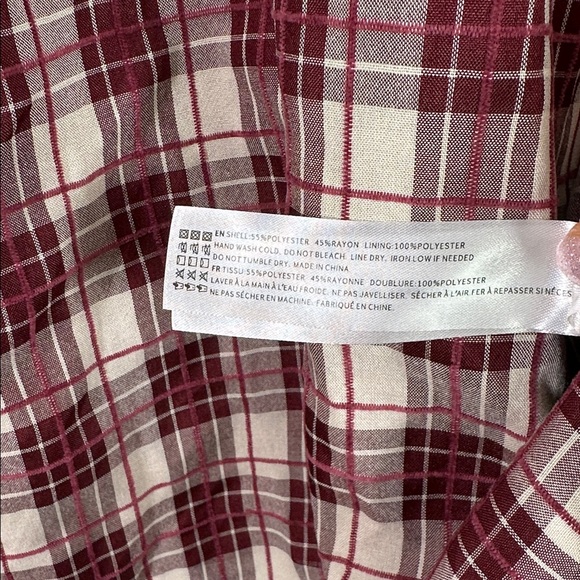 EN SHELL:55%POLYESTER 45%RAYON LINING:100%POLYESTER
HAND WASH COLD. DO NOT BLEACH. LINE DRY. IRON LOW IF NEEDED
DO NOT TUMBLE DRY. MADE IN CHINA
FR TISSU:55%POLYESTER 45%RAYONNE DOUBLURE:100%POLYESTER
LAVER À LA MAIN À L'EAU FROIDE. NE PAS JAVELLISER. SÉCHER À L'AIR FER À REPASSER SI NÉCES
NE PAS SÉCHER EN MACHINE. FABRIQUÉ EN CHINE.